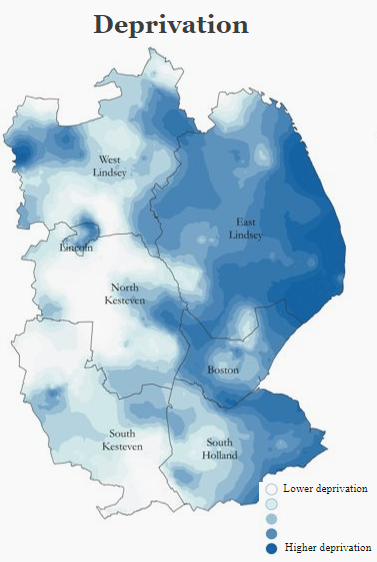 Deprivation
West
Lindsey
East
Lindsey
Lincoln
North
Kesteven
Boston
South
Kesteven
South
Holland
Lower deprivation
Higher deprivation